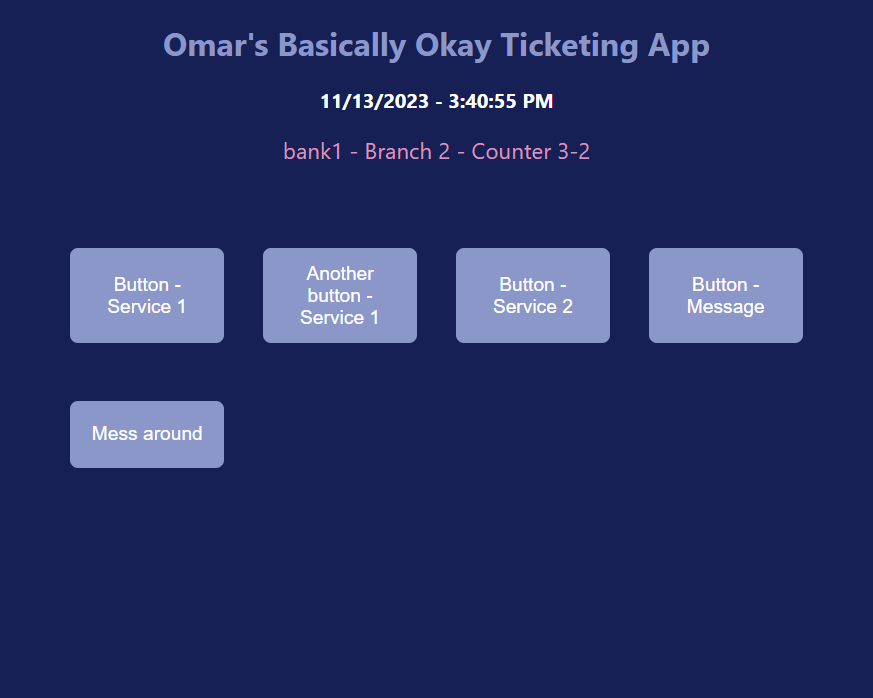 Omar's Basically Okay Ticketing App
11/13/2023 - 3:40:55 PM
bank1 - Branch 2 - Counter 3-2
Button -
Service 1
Another
button -
Service 1
Button -
Service 2
Button -
Message
Mess around